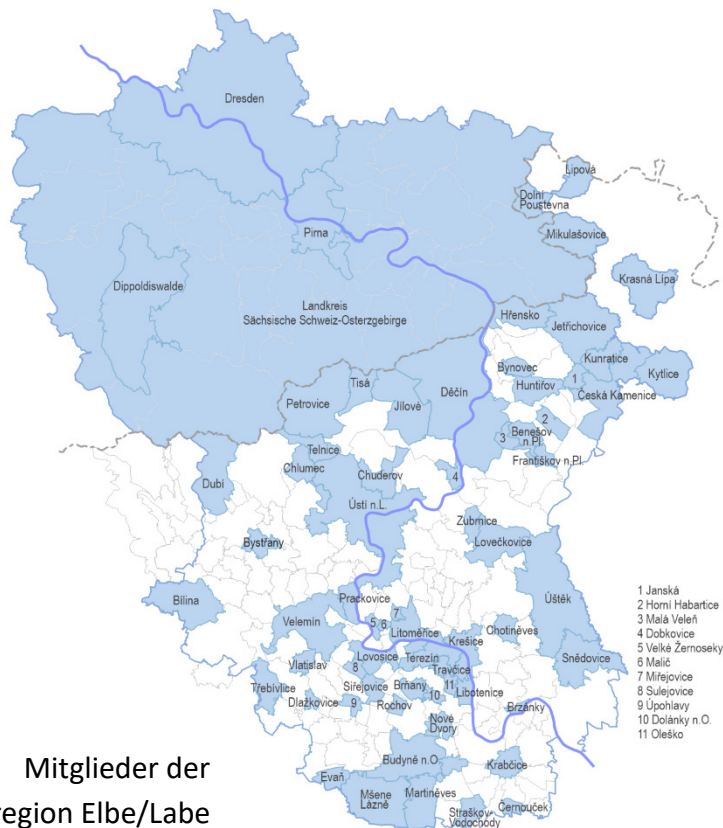 Dresden
Lipová
Dolní
Poustevna
Mikulášovice
Pirna
Krásná Lípa
Dippoldiswalde
Landkreis
Sächsische Schweiz-Osterzgebirge
Hřensko
Jetřichovice
Bynovec
Kunratice
Kytlice
Tisá
Děčín
Huntířov
1
Petrovice
Jílové
Česká Kamenice
2
3
Benešov
n.Pl.
Telnice
Františkov n.Pl.
Chlumec
Chuderov
4
Dubí
Ústí n.L.
Zubrnice
Bystřany
Lovečkovice
Bílina
Prackovice
Úštěk
Velemín
5
6
7
Litoměřice
Chotiněves
Krešice
Snědovice
Vlatislav
Lovosice
Terezín
8
Travčice
Třebívlice
Siřejovice
Brňany
11
Libotenice
Dlažkovice
9
10
Rochov
Brzánky
Nové
Dvory
Budyně n.O.
Krabčice
Evaň
Mšené
Lázně
Martiněves
Straškov-
Vodochody
Černouček
1 Janská
2 Horní Habartice
3 Malá Veleň
4 Dobkovice
5 Velké Žernoseky
6 Malíč
7 Miřejovice
8 Sulejovice
9 Úpohlavy
10 Dolánky n.O.
11 Oleško
Mitglieder der
region Elbe/Labe